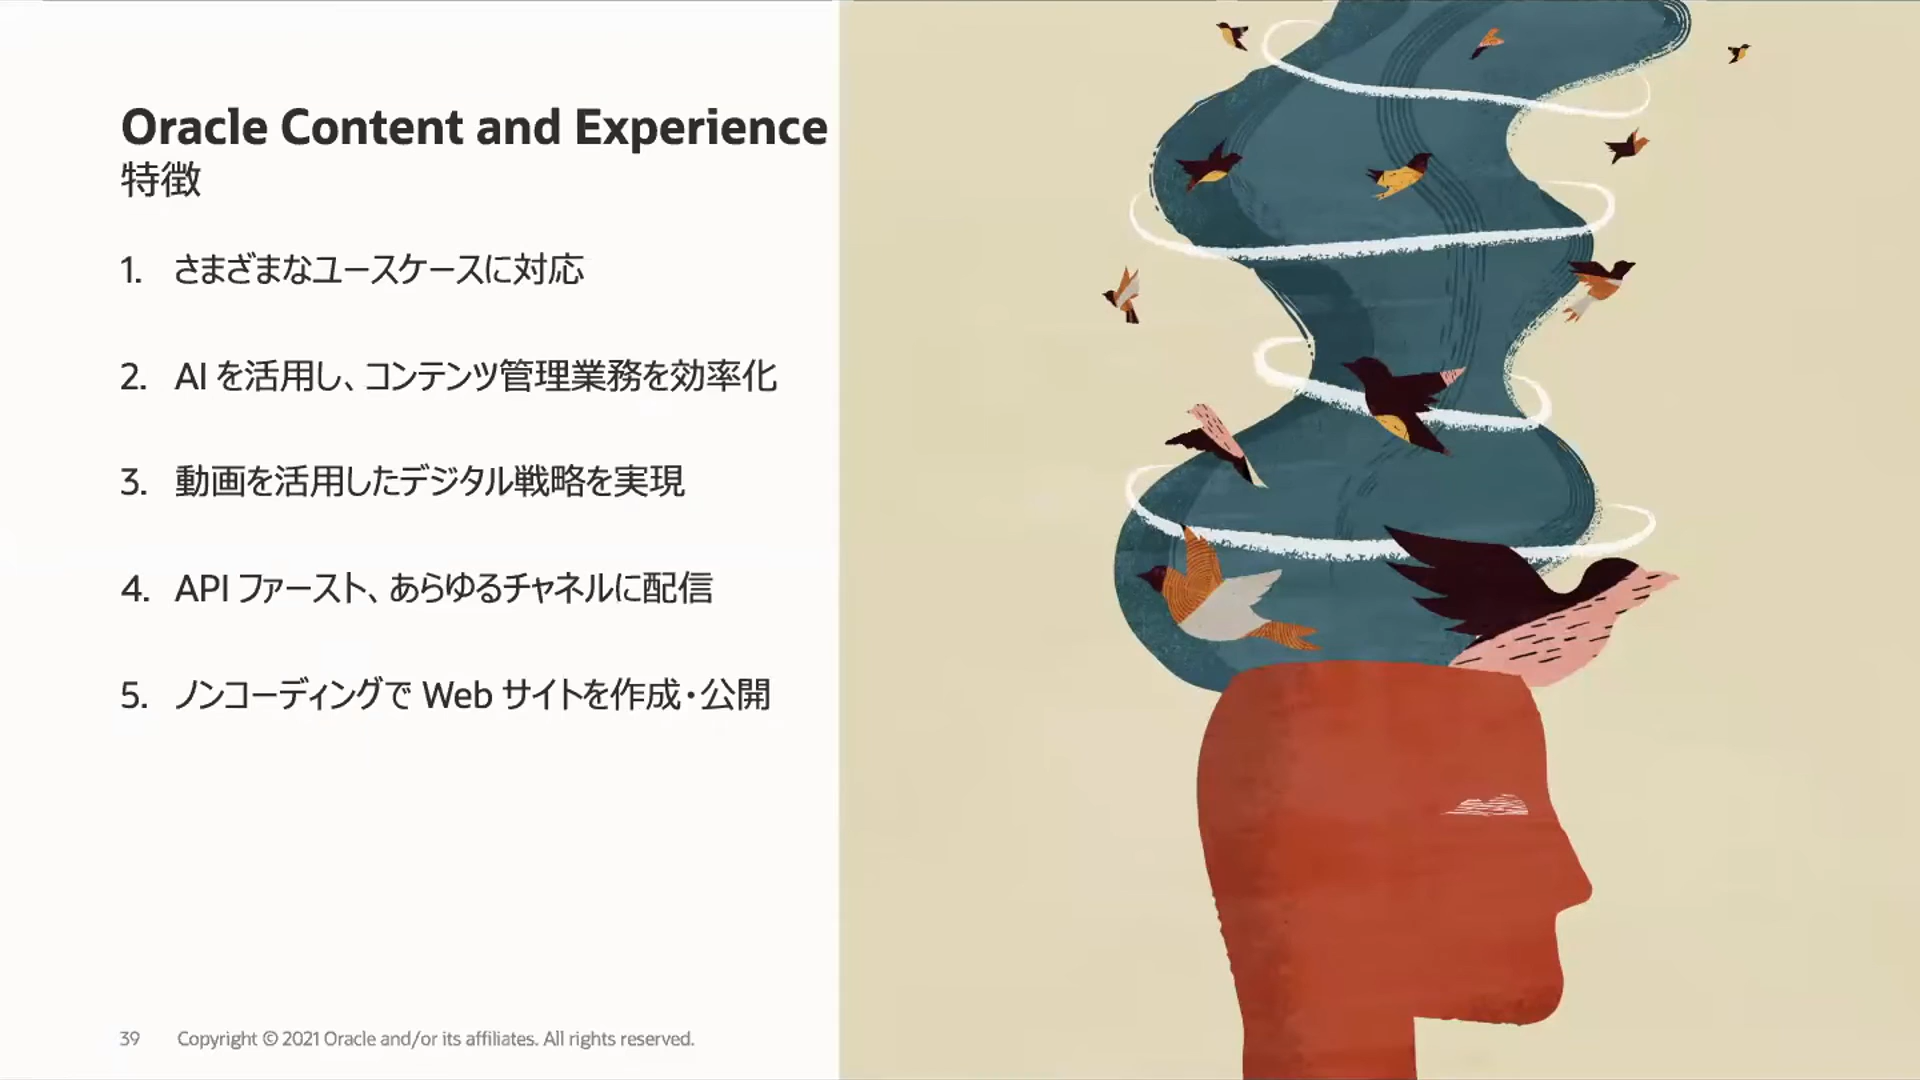 Oracle Content and Experience
特徴
1. さまざまなユースケースに対応
2. AI を活用し、コンテンツ管理業務を効率化
3. 動画を活用したデジタル戦略を実現
4. API ファースト、あらゆるチャネルに配信
5. ノンコーディングで Web サイトを作成・公開
39 Copyright © 2021 Oracle and/or its affiliates. All rights reserved.